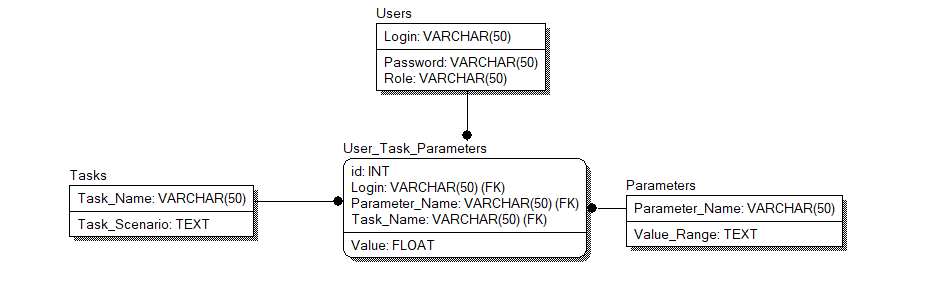 Users
Login: VARCHAR(50)
Password: VARCHAR(50)
Role: VARCHAR(50)
User_Task_Parameters
id: INT
Login: VARCHAR(50) (FK)
Parameter_Name: VARCHAR(50) (FK)
Task_Name: VARCHAR(50) (FK)
Value: FLOAT
Tasks
Task_Name: VARCHAR(50)
Task_Scenario: TEXT
Parameters
Parameter_Name: VARCHAR(50)
Value_Range: TEXT